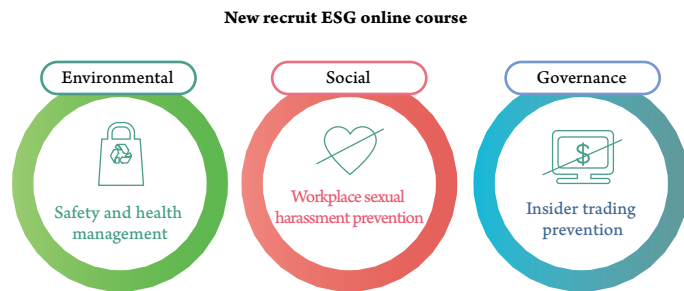 New recruit ESG online course
Environmental
Social
Governance
Safety and health
management
Workplace sexual
harassment prevention
$
Insider trading
prevention